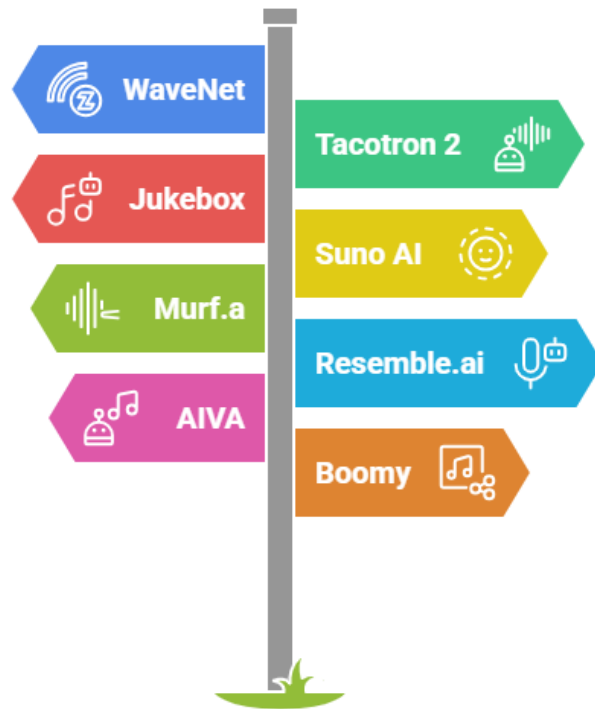 WaveNet
Tacotron 2
Jukebox
Suno AI
Murf.a
Resemble.ai
AIVA
Boomy